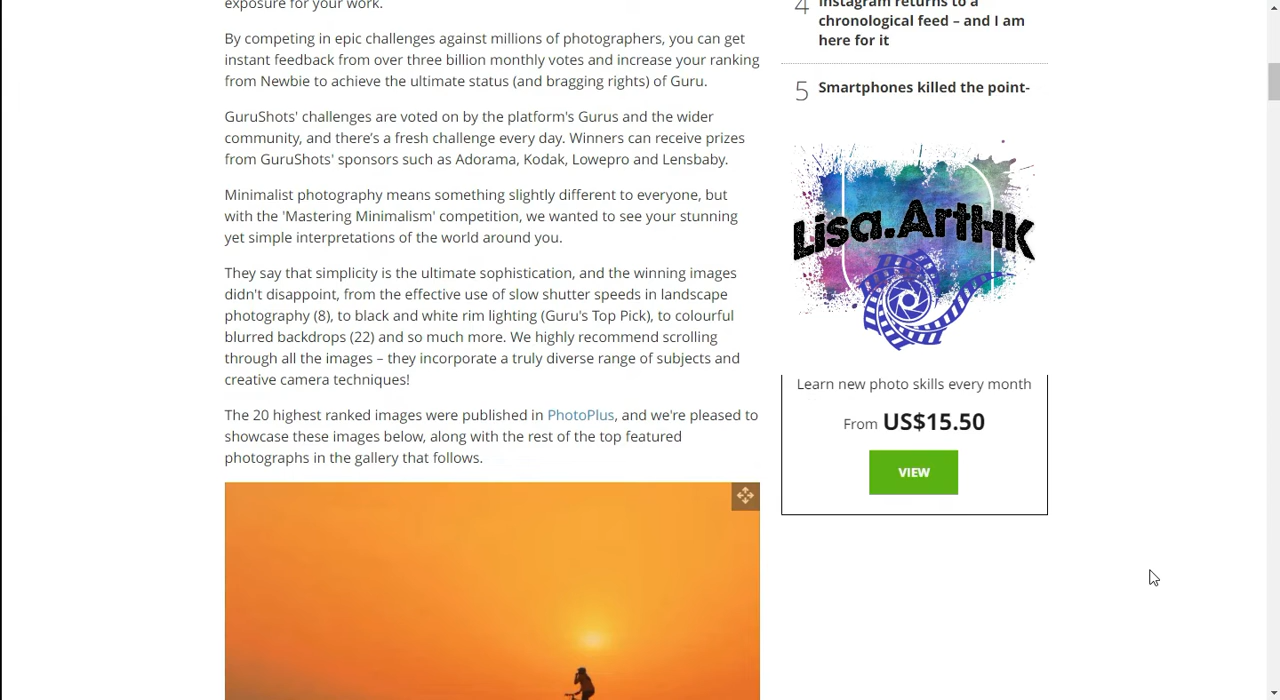 exposure for your work.
By competing in epic challenges against millions of photographers, you can get
instant feedback from over three billion monthly votes and increase your ranking
from Newbie to achieve the ultimate status (and bragging rights) of Guru.
GuruShots' challenges are voted on by the platform's Gurus and the wider
community, and there's a fresh challenge every day. Winners can receive prizes
from GuruShots' sponsors such as Adorama, Kodak, Lowepro and Lensbaby.
Minimalist photography means something slightly different to everyone, but
with the 'Mastering Minimalism' competition, we wanted to see your stunning
yet simple interpretations of the world around you.
They say that simplicity is the ultimate sophistication, and the winning images
didn't disappoint, from the effective use of slow shutter speeds in landscape
photography (8), to black and white rim lighting (Guru's Top Pick), to colourful
blurred backdrops (22) and so much more. We highly recommend scrolling
through all the images – they incorporate a truly diverse range of subjects and
creative camera techniques!
The 20 highest ranked images were published in PhotoPlus, and we're pleased to
showcase these images below, along with the rest of the top featured
photographs in the gallery that follows.
4 Instagram returns to a
chronological feed – and I am
here for it
5 Smartphones killed the point-
Lisa.ArtHK
Learn new photo skills every month
From US$15.50
VIEW